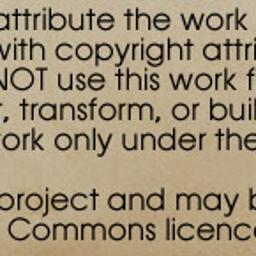 attribute the work
with copyright attri
NOT use this work f
, transform, or buil
ork only under the
project and may b
Commons licence